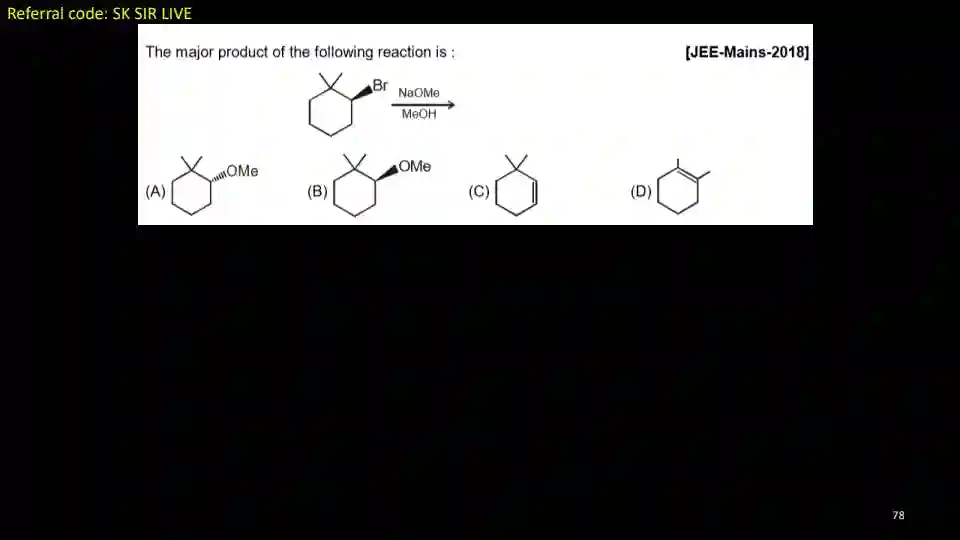 Referral code: SK SIR LIVE
The major product of the following reaction is : [JEE-Mains-2018]
Br
NaOMe
MeOH
(A) OMe (B) OMe (C) (D)
78